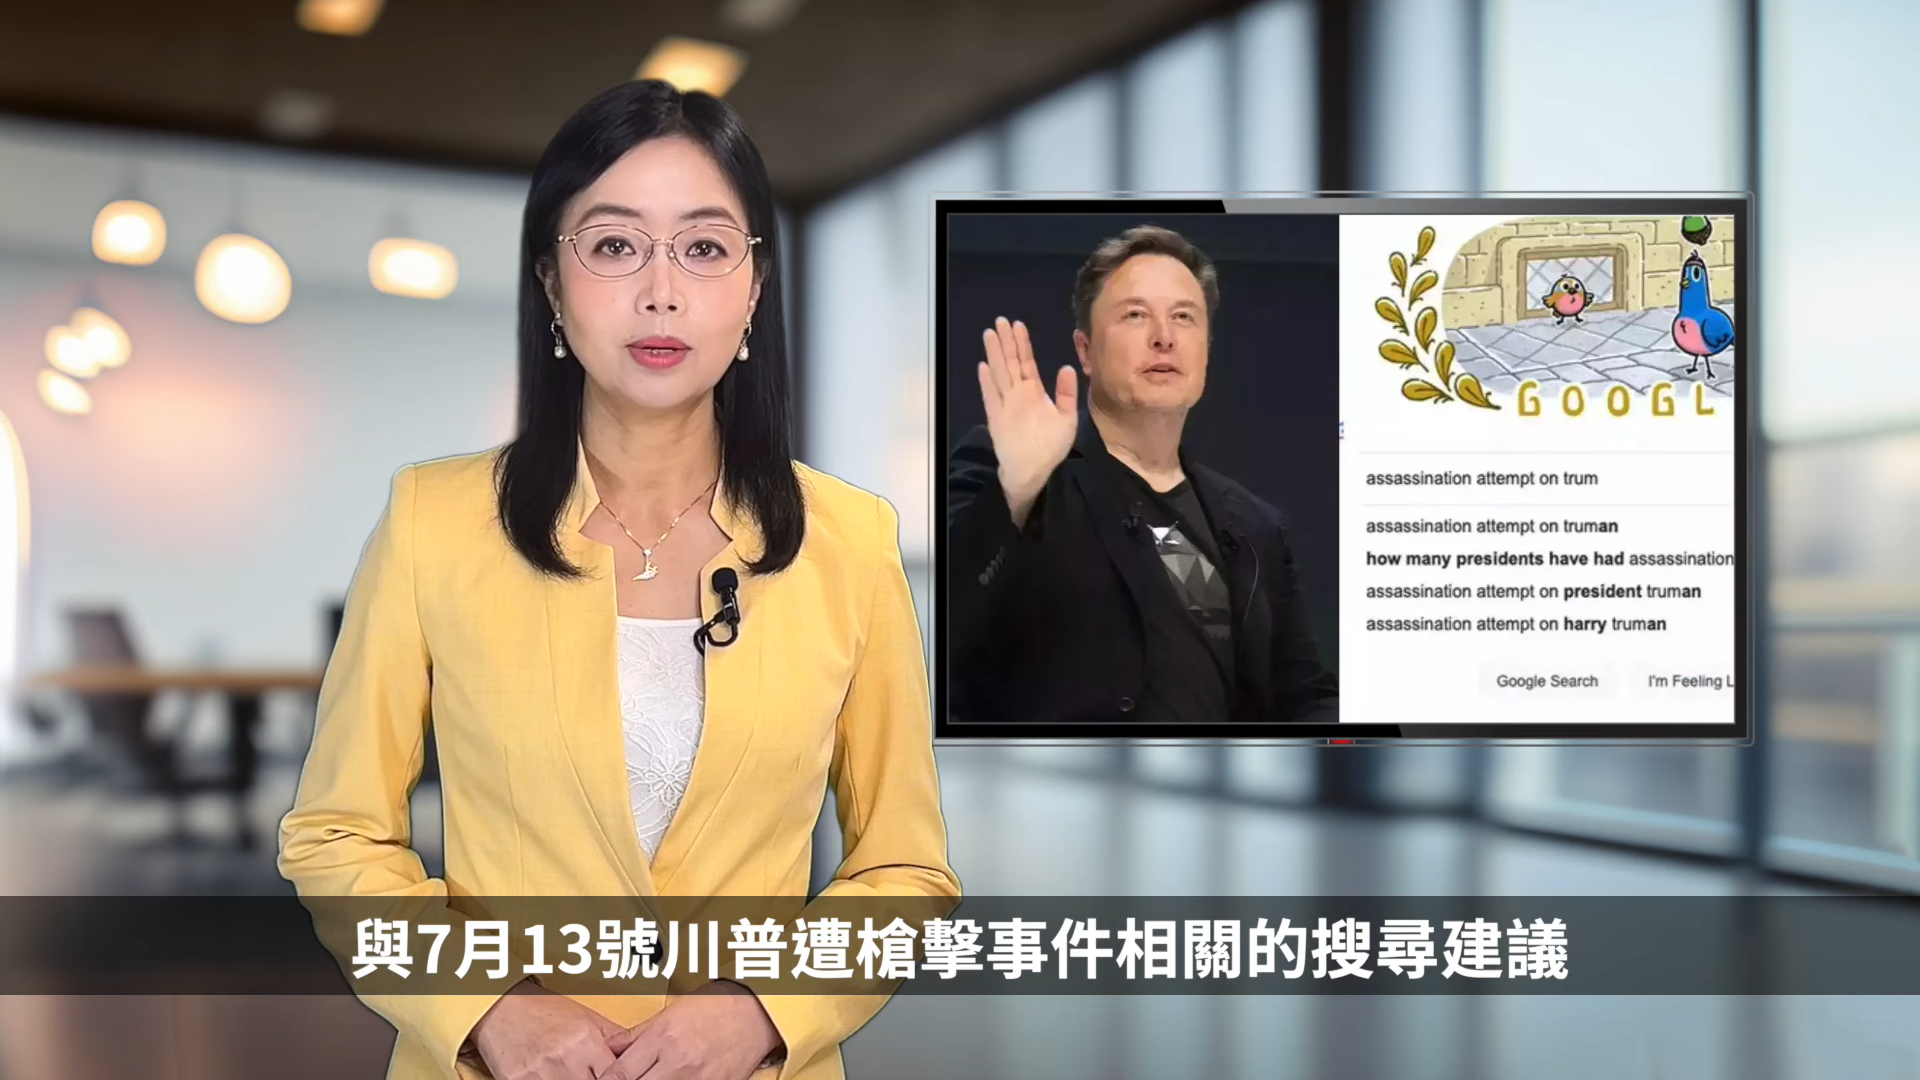 GOOGL
assassination attempt on trum
assassination attempt on truman
how many presidents have had assassination
assassination attempt on president truman
assassination attempt on harry truman
Google Search
I'm Feeling L
與7月13號川普遭槍擊事件相關的搜尋建議